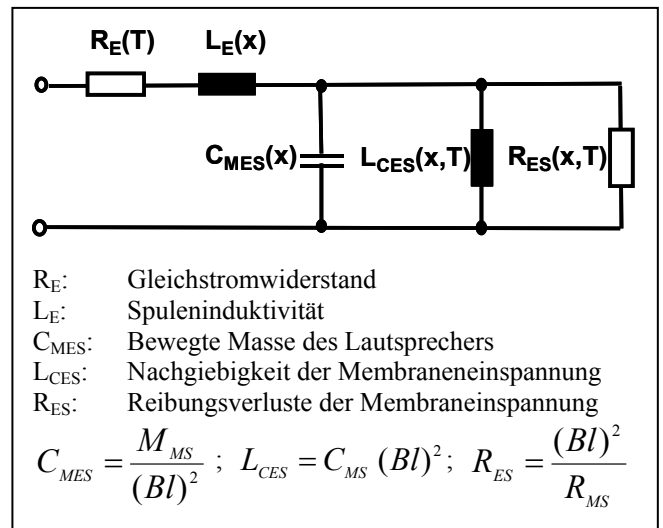 R_E(T) L_E(x)
C_MES(x) L_CES(x,T) R_ES(x,T)
R_E: Gleichstromwiderstand
L_E: Spuleninduktivität
C_MES: Bewegte Masse des Lautsprechers
L_CES: Nachgiebigkeit der Membraneneinspannung
R_ES: Reibungsverluste der Membraneinspannung
C_MES = M_MS / (Bl)² ; L_CES = C_MS (Bl)² ; R_ES = (Bl)² / R_MS